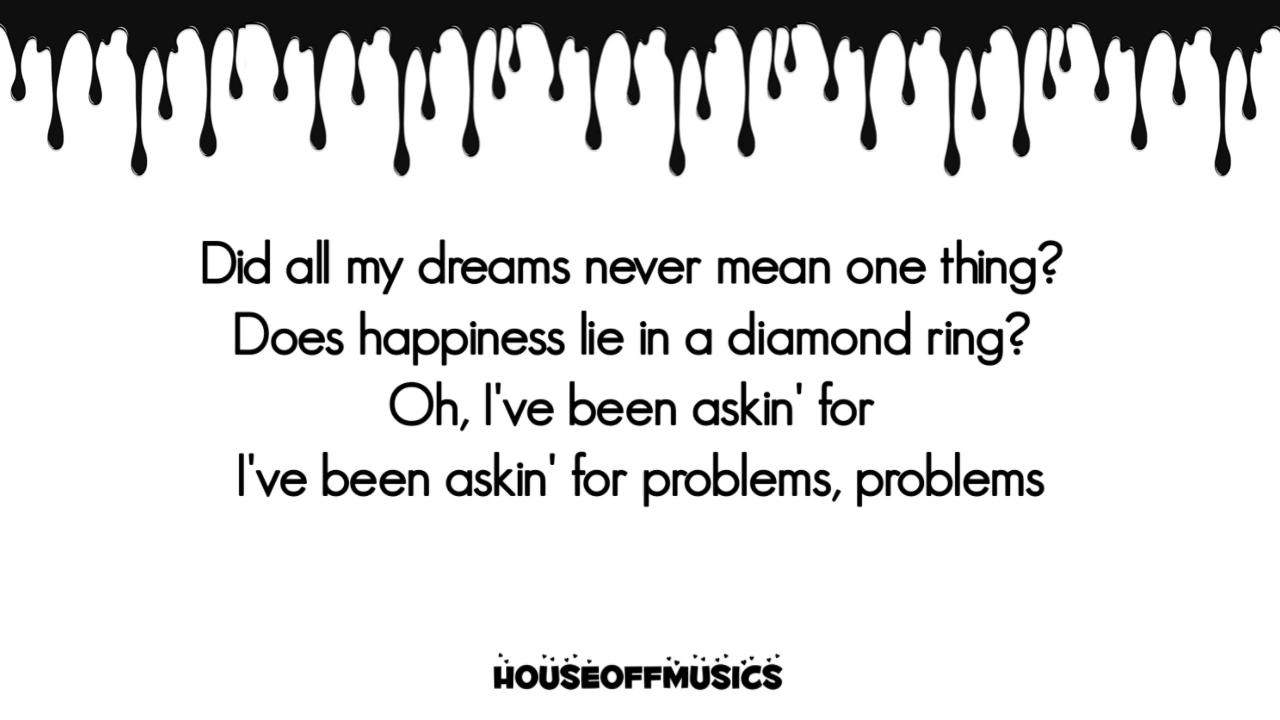 Did all my dreams never mean one thing?
Does happiness lie in a diamond ring?
Oh, I've been askin' for
I've been askin' for problems, problems
HOUSEOFFMUSICS